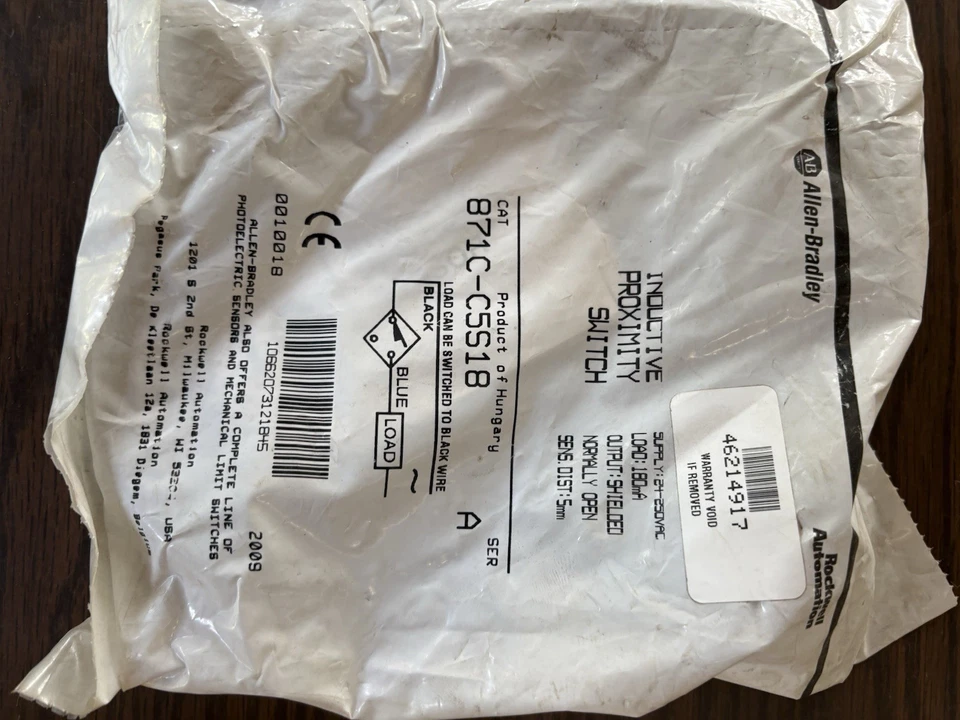 AB Allen-Bradley
Rockwell
Automation
46214917
WARRANTY VOID
IF REMOVED
INDUCTIVE
PROXIMITY
SWITCH
SUPPLY:24-250VAC
LOAD:180mA
OUTPUT:SHIELDED
NORMALLY OPEN
SENS.DIST:5mm
CAT Product of Hungary SER
871C-C5S18 A
LOAD CAN BE SWITCHED TO BLACK WIRE
BLACK
BLUE
LOAD
~
CE
10662073121845
0010018 2009
ALLEN-BRADLEY ALSO OFFERS A COMPLETE LINE OF
PHOTOELECTRIC SENSORS AND MECHANICAL LIMIT SWITCHES
Rockwell Automation
1201 S 2nd St, Milwaukee, WI USA
Rockwell Automation
Pegasus Park, De Kleetlaan 12a, 1831 Diegem,